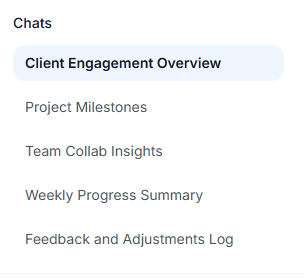 Chats
Client Engagement Overview
Project Milestones
Team Collab Insights
Weekly Progress Summary
Feedback and Adjustments Log